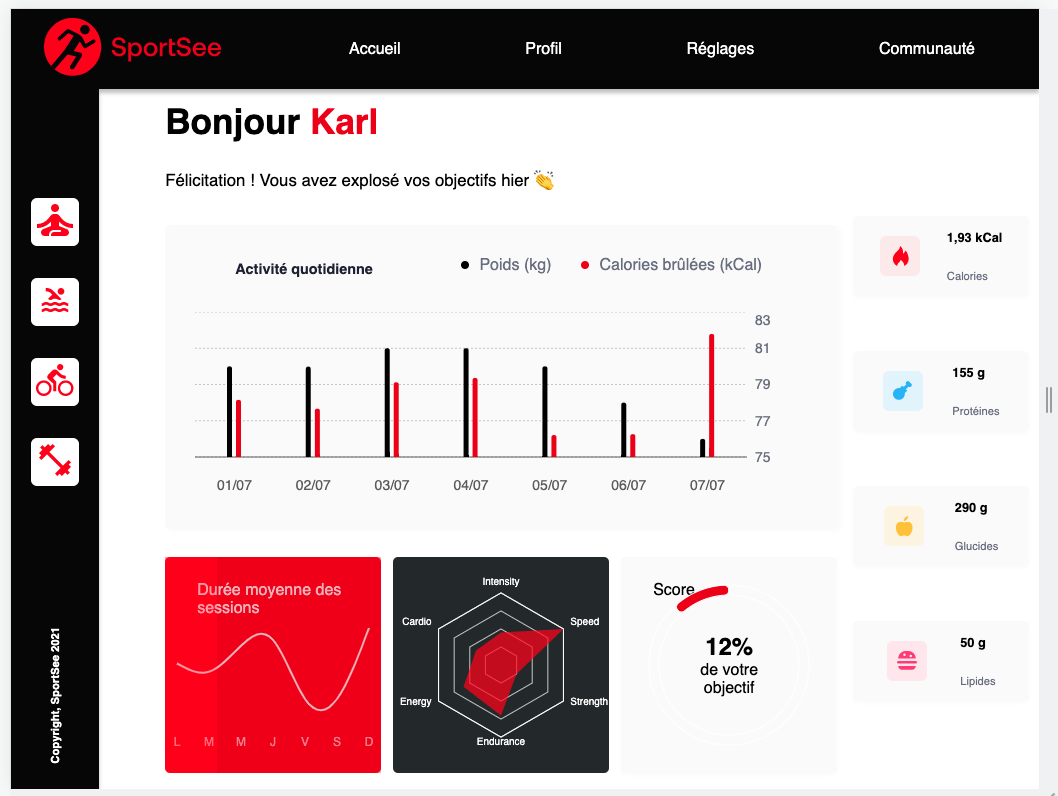 SportSee
Accueil
Profil
Réglages
Communauté
Bonjour Karl
Félicitation ! Vous avez explosé vos objectifs hier 👏
Activité quotidienne
Poids (kg)
Calories brûlées (kCal)
83
81
79
77
75
01/07
02/07
03/07
04/07
05/07
06/07
07/07
1,93 kCal
Calories
155 g
Protéines
290 g
Glucides
50 g
Lipides
Durée moyenne des
sessions
L M M J V S D
Intensity
Speed
Strength
Endurance
Energy
Cardio
Score
12%
de votre
objectif
Copyright, SportSee 2021